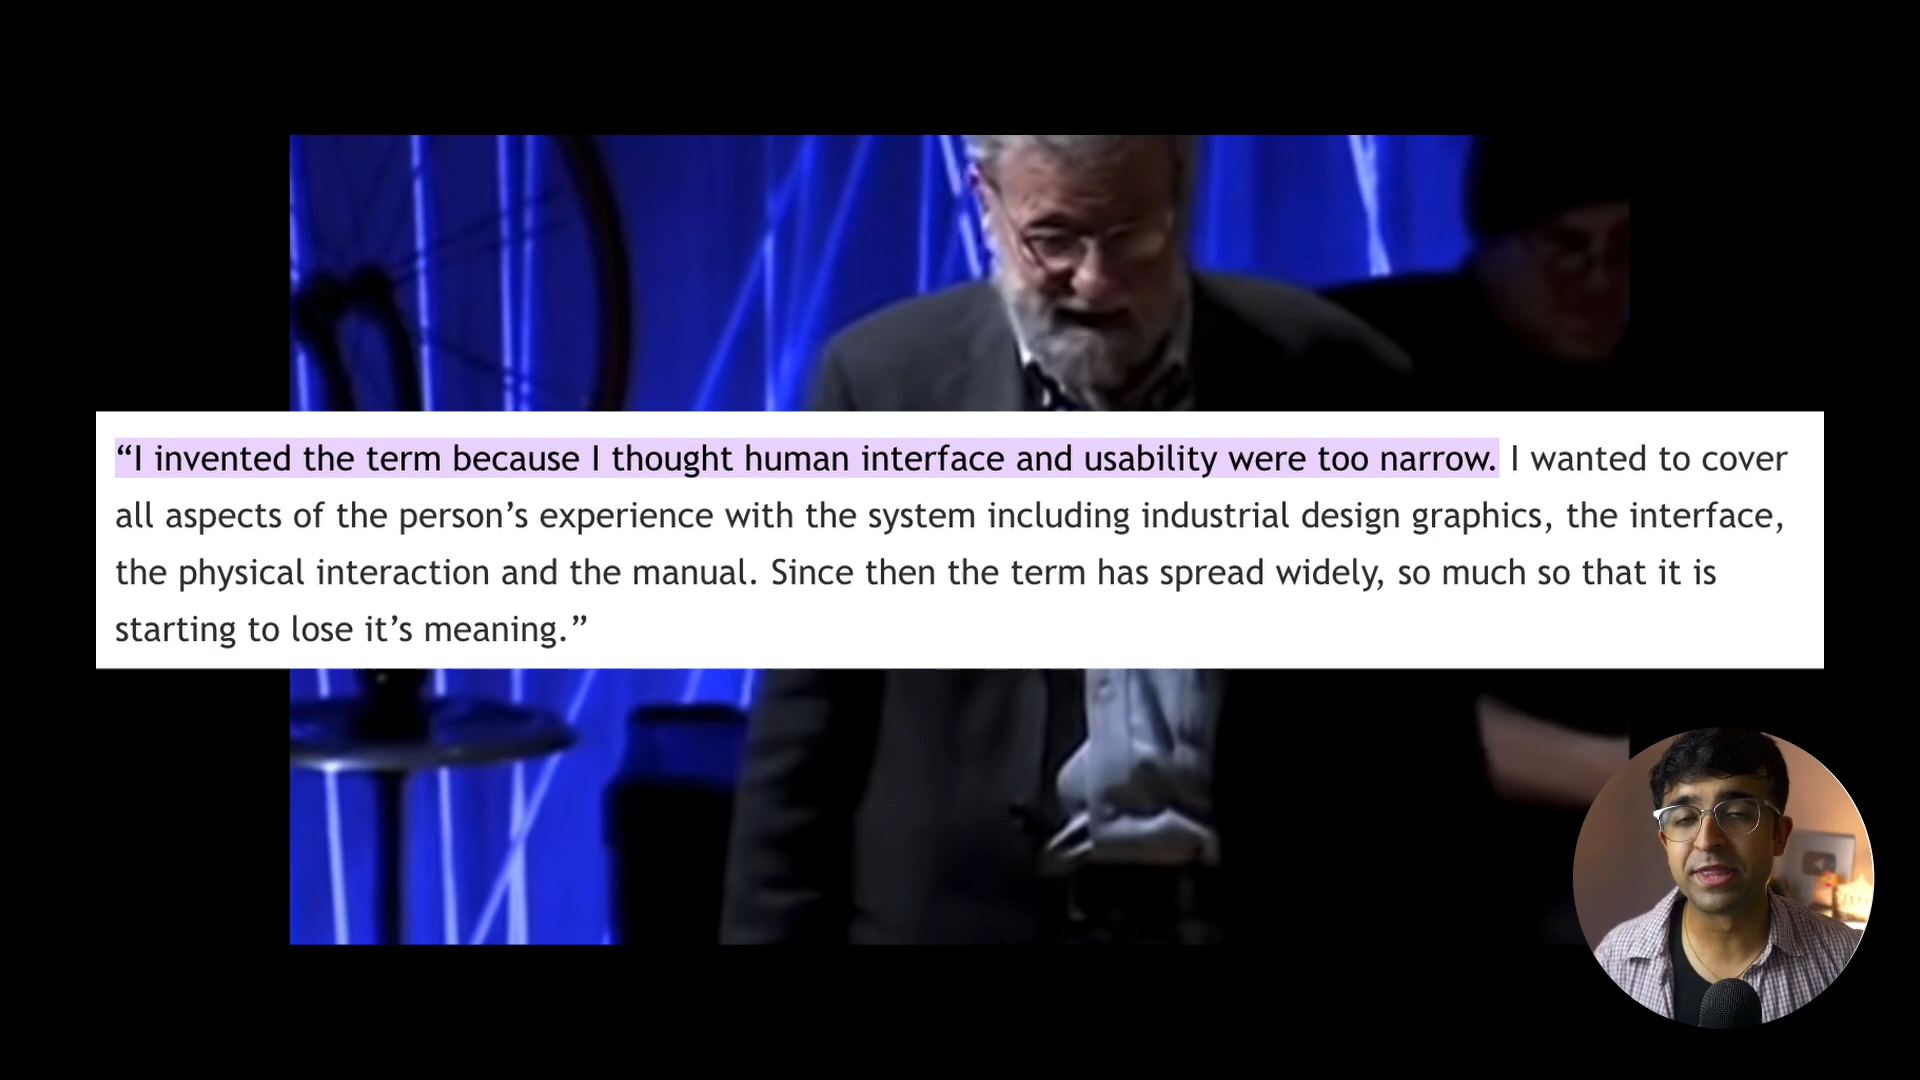 “I invented the term because I thought human interface and usability were too narrow. I wanted to cover
all aspects of the person’s experience with the system including industrial design graphics, the interface,
the physical interaction and the manual. Since then the term has spread widely, so much so that it is
starting to lose it’s meaning.”